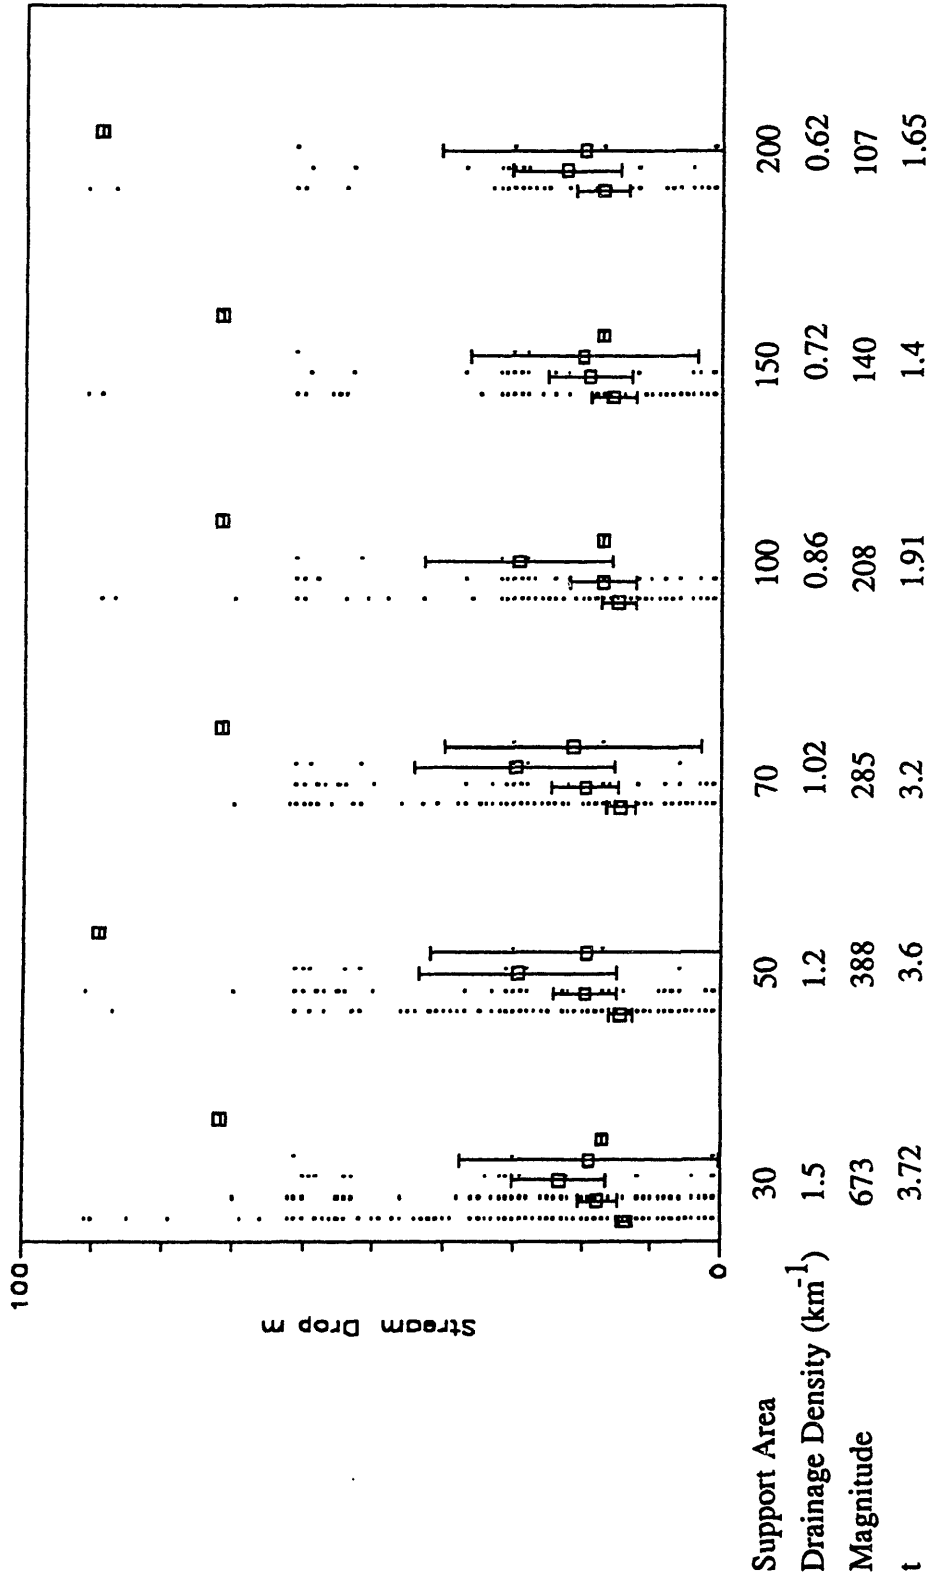 100
Stream Drop m
0
Support Area 30 50 70 100 150 200
Drainage Density (km⁻¹) 1.5 1.2 1.02 0.86 0.72 0.62
Magnitude 673 388 285 208 140 107
t 3.72 3.6 3.2 1.91 1.4 1.65